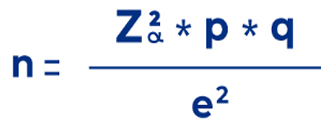 n = Z²α * p * q
e²